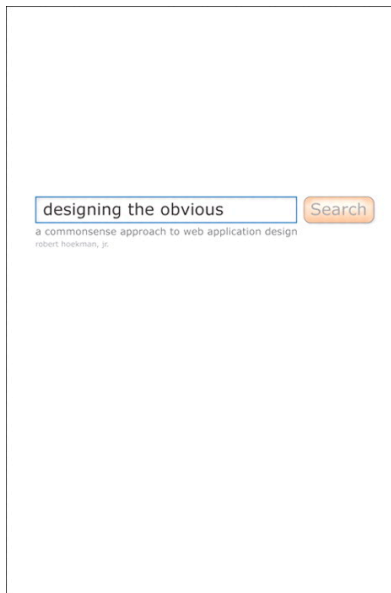 designing the obvious Search
a commonsense approach to web application design
robert hoekman, jr.